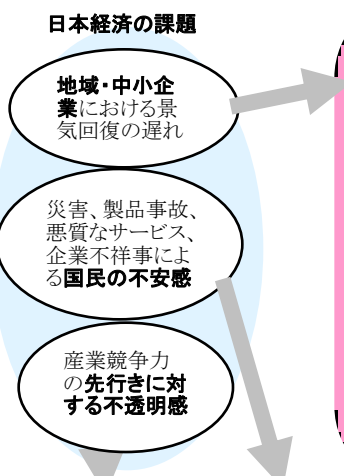 日本経済の課題
地域・中小企
業における景
気回復の遅れ
災害、製品事故、
悪質なサービス、
企業不祥事によ
る国民の不安感
産業競争力
の先行きに対
する不透明感